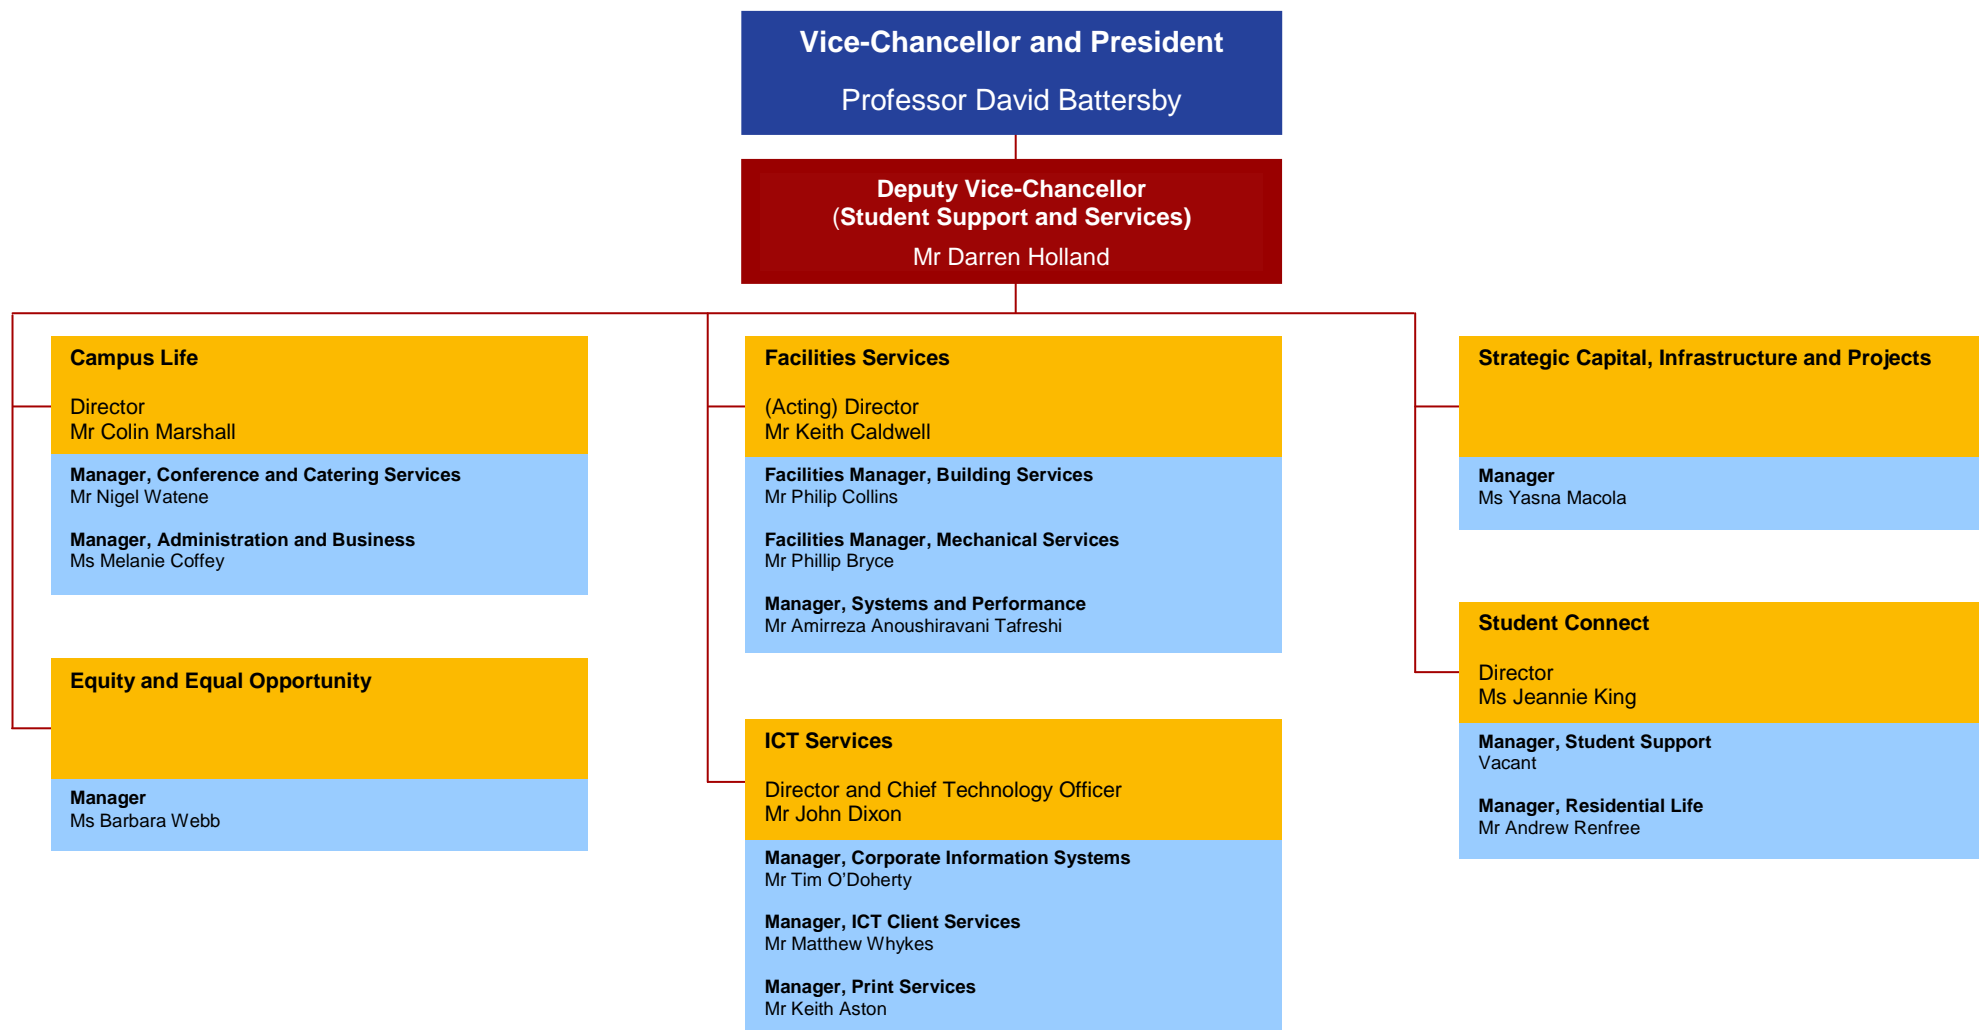 Vice-Chancellor and President
Professor David Battersby
Deputy Vice-Chancellor
(Student Support and Services)
Mr Darren Holland
Campus Life
Director
Mr Colin Marshall
Manager, Conference and Catering Services
Mr Nigel Watene
Manager, Administration and Business
Ms Melanie Coffey
Equity and Equal Opportunity
Manager
Ms Barbara Webb
Facilities Services
(Acting) Director
Mr Keith Caldwell
Facilities Manager, Building Services
Mr Philip Collins
Facilities Manager, Mechanical Services
Mr Phillip Bryce
Manager, Systems and Performance
Mr Amirreza Anoushiravani Tafreshi
ICT Services
Director and Chief Technology Officer
Mr John Dixon
Manager, Corporate Information Systems
Mr Tim O’Doherty
Manager, ICT Client Services
Mr Matthew Whykes
Manager, Print Services
Mr Keith Aston
Strategic Capital, Infrastructure and Projects
Manager
Ms Yasna Macola
Student Connect
Director
Ms Jeannie King
Manager, Student Support
Vacant
Manager, Residential Life
Mr Andrew Renfree